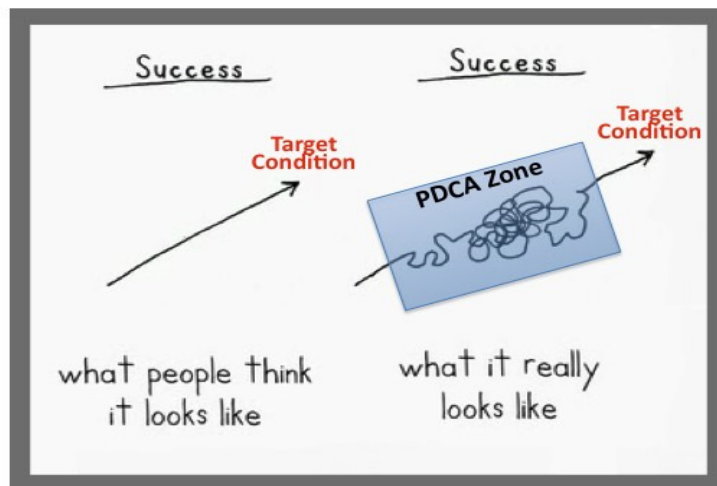 Success
Target
Condition
what people think
it looks like
Success
Target
Condition
PDCA Zone
what it really
looks like